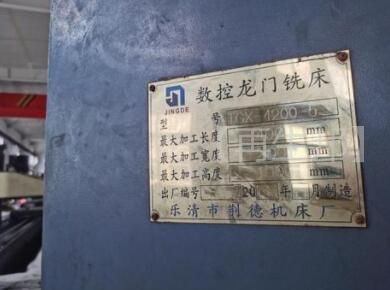 JINGDE
数控龙门铣床
型号
最大加工长度 mm
最大加工宽度 mm
最大加工高度 mm
出厂编号 20 年 月制造
乐清市荆德机床厂